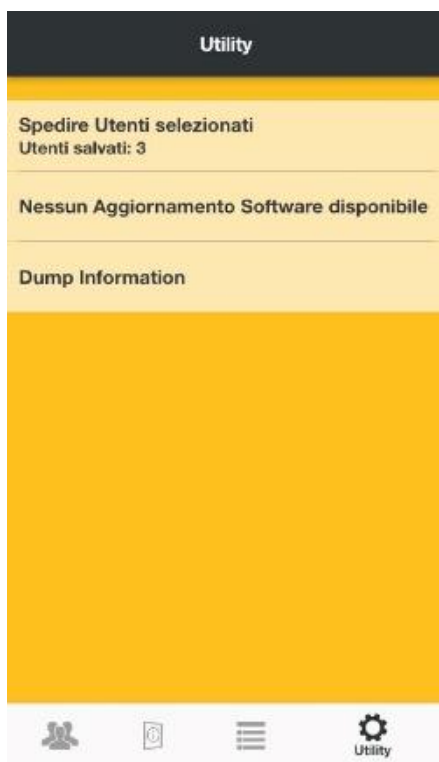 Utility
Spedire Utenti selezionati
Utenti salvati: 3
Nessun Aggiornamento Software disponibile
Dump Information
Utility